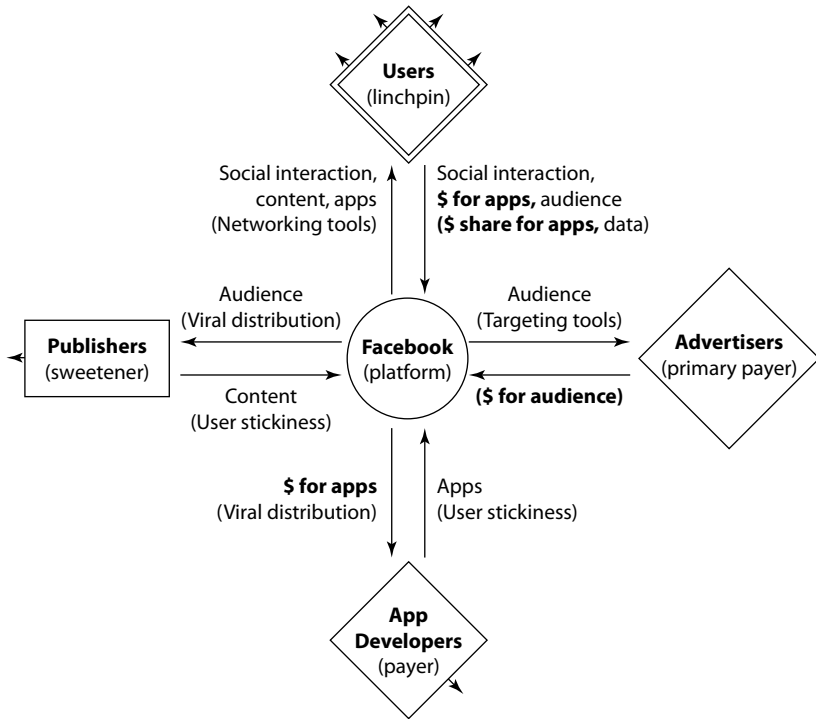 Users
(linchpin)
Social interaction,
content, apps
(Networking tools)
Social interaction,
$ for apps, audience
($ share for apps, data)
Audience
(Viral distribution)
Audience
(Targeting tools)
Publishers
(sweetener)
Facebook
(platform)
Advertisers
(primary payer)
Content
(User stickiness)
($ for audience)
$ for apps
(Viral distribution)
Apps
(User stickiness)
App
Developers
(payer)